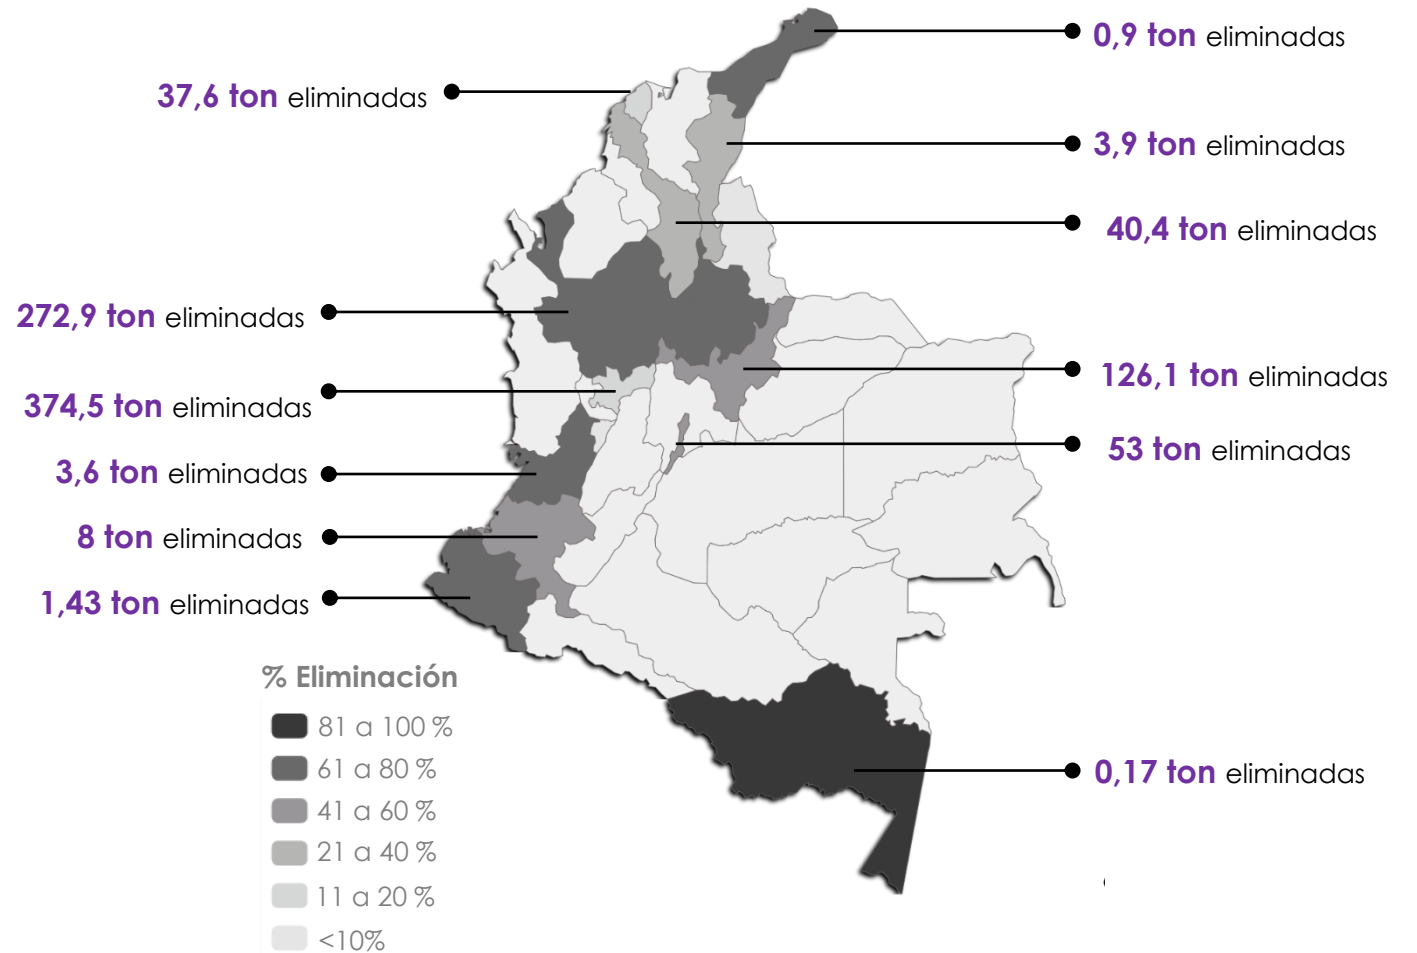 0,9 ton eliminadas
37,6 ton eliminadas
3,9 ton eliminadas
40,4 ton eliminadas
272,9 ton eliminadas
126,1 ton eliminadas
374,5 ton eliminadas
53 ton eliminadas
3,6 ton eliminadas
8 ton eliminadas
1,43 ton eliminadas
% Eliminación
81 a 100 %
61 a 80 %
41 a 60 %
21 a 40 %
11 a 20 %
<10%
0,17 ton eliminadas